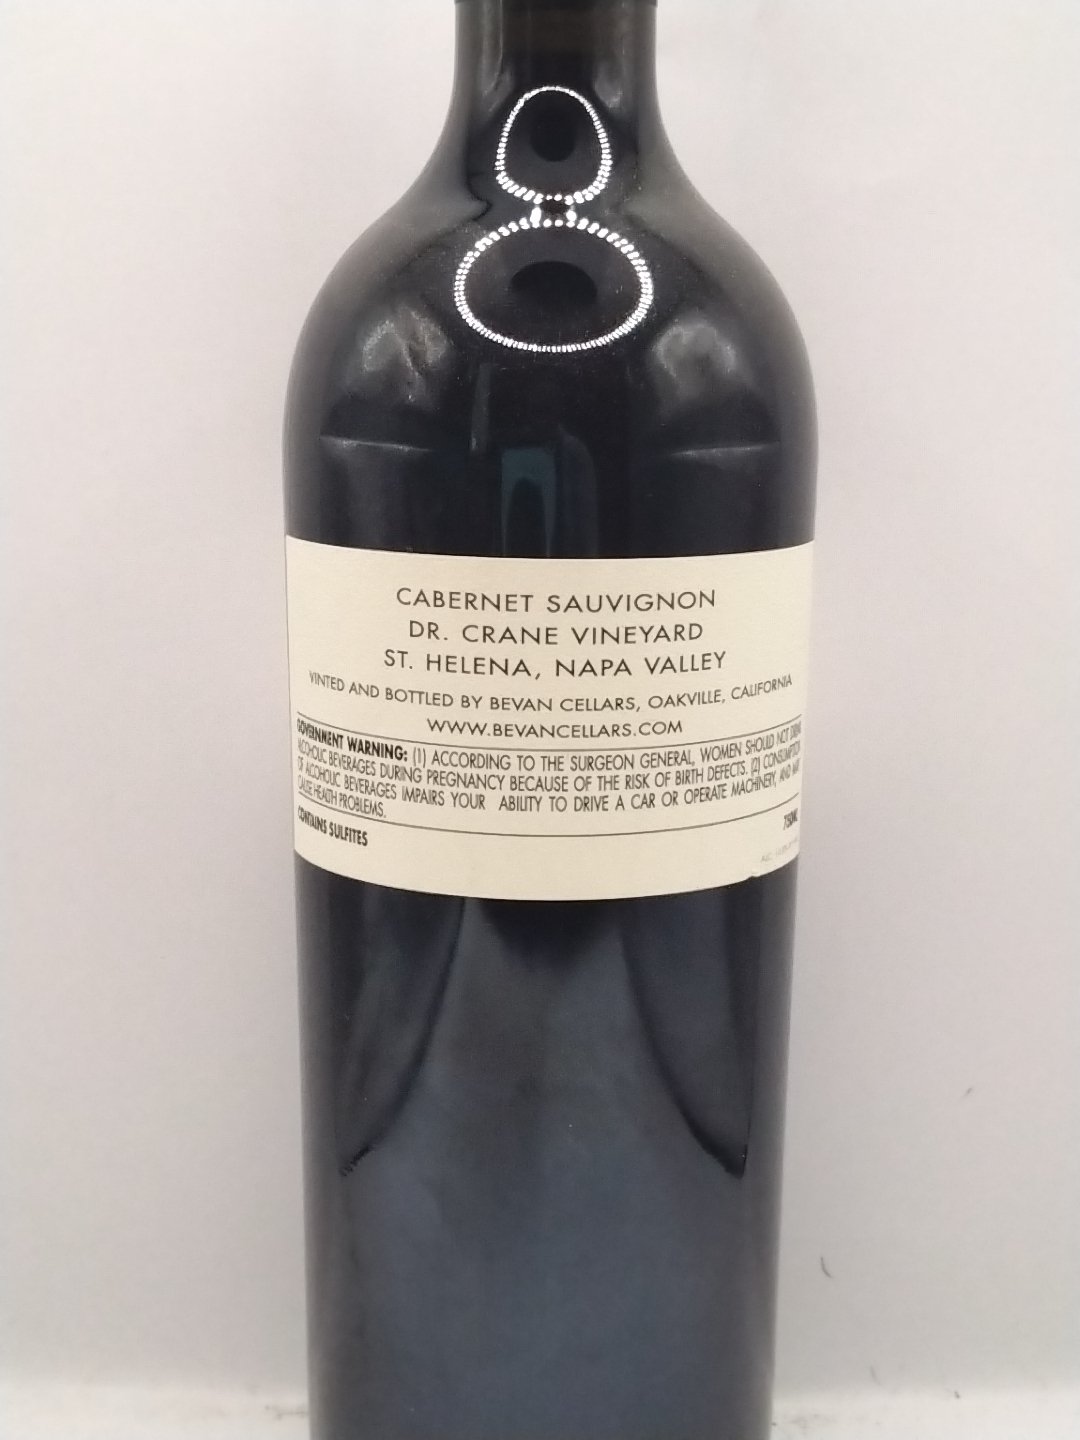 CABERNET SAUVIGNON
DR. CRANE VINEYARD
ST. HELENA, NAPA VALLEY
VINTED AND BOTTLED BY BEVAN CELLARS, OAKVILLE, CALIFORNIA
WWW.BEVANCELLARS.COM
GOVERNMENT WARNING: (1) ACCORDING TO THE SURGEON GENERAL, WOMEN SHOULD NOT DRINK
ALCOHOLIC BEVERAGES DURING PREGNANCY BECAUSE OF THE RISK OF BIRTH DEFECTS. (2) CONSUMPTION
OF ALCOHOLIC BEVERAGES IMPAIRS YOUR ABILITY TO DRIVE A CAR OR OPERATE MACHINERY, AND MAY
CAUSE HEALTH PROBLEMS.
CONTAINS SULFITES
750ML
ALC.